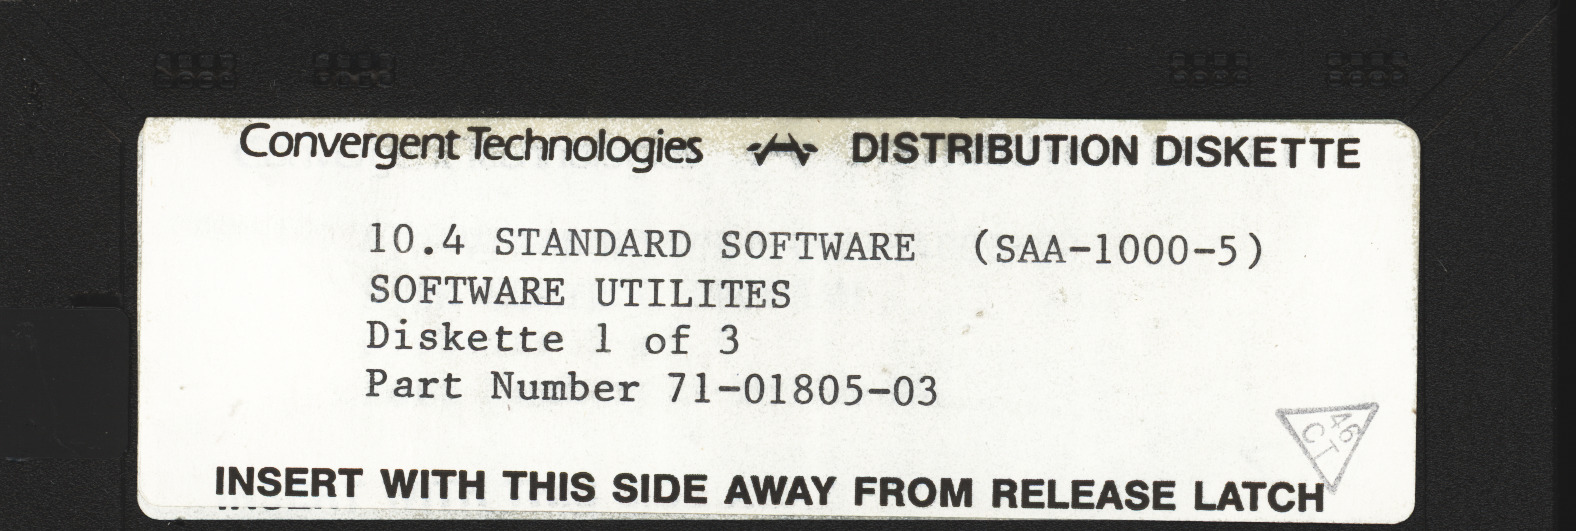 Convergent Technologies DISTRIBUTION DISKETTE
10.4 STANDARD SOFTWARE (SAA-1000-5)
SOFTWARE UTILITES
Diskette 1 of 3
Part Number 71-01805-03
46
CT
INSERT WITH THIS SIDE AWAY FROM RELEASE LATCH